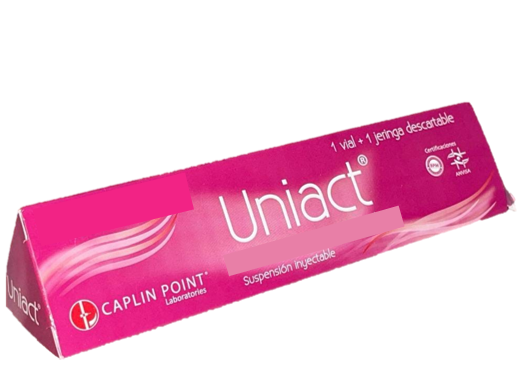 1 vial + 1 jeringa descartable
Certificaciones
ANVISA
Uniact®
Suspensión inyectable
CAPLIN POINT®
Laboratories
Uniact®